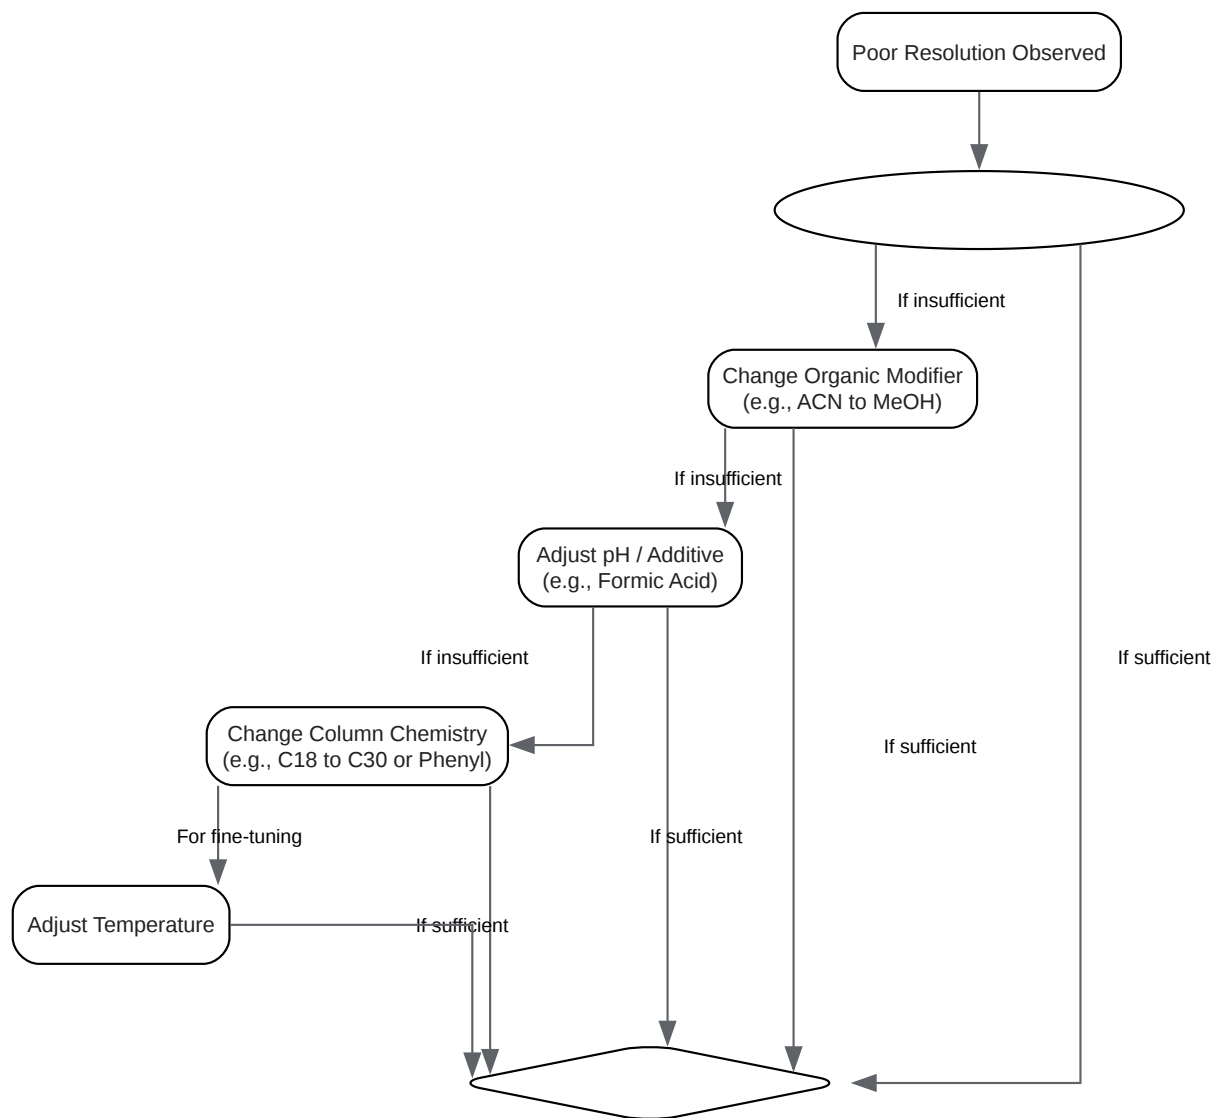 Poor Resolution Observed
If insufficient
Change Organic Modifier
(e.g., ACN to MeOH)
If insufficient
Adjust pH / Additive
(e.g., Formic Acid)
If insufficient
If sufficient
Change Column Chemistry
(e.g., C18 to C30 or Phenyl)
If sufficient
For fine-tuning
If sufficient
Adjust Temperature
If sufficient